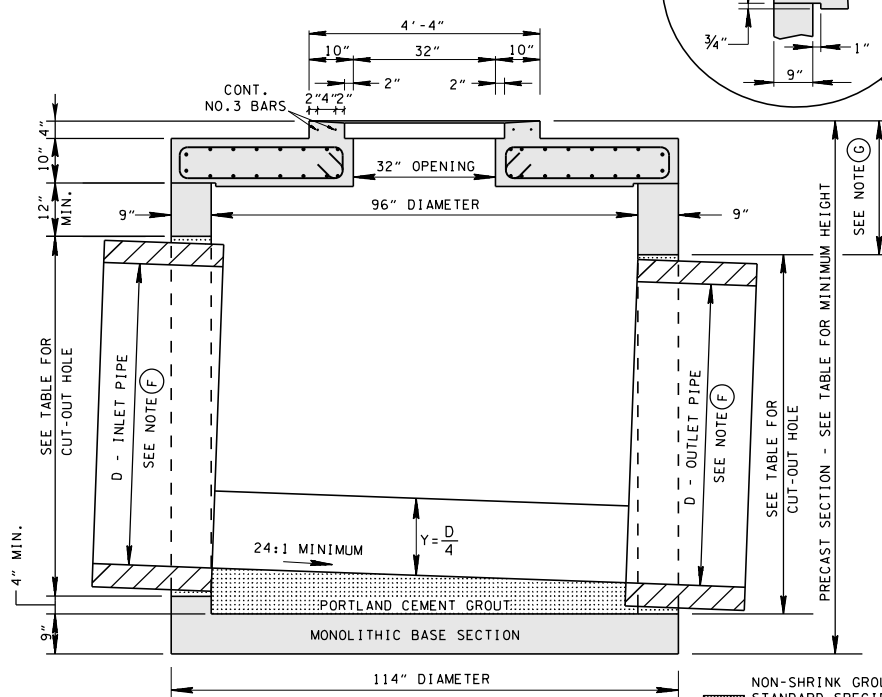 4'-4"
10" 32" 10"
2" 2"
CONT.
NO.3 BARS
2"4"2"
3/4"
1"
9"
4"
10"
12"
MIN.
32" OPENING
9" 96" DIAMETER 9"
SEE NOTE G
SEE TABLE FOR
CUT-OUT HOLE
D - INLET PIPE
SEE NOTE F
D - OUTLET PIPE
SEE NOTE F
SEE TABLE FOR
CUT-OUT HOLE
PRECAST SECTION - SEE TABLE FOR MINIMUM HEIGHT
Y=D/4
24:1 MINIMUM
4" MIN.
PORTLAND CEMENT GROUT
9"
MONOLITHIC BASE SECTION
114" DIAMETER
NON-SHRINK
STANDARD